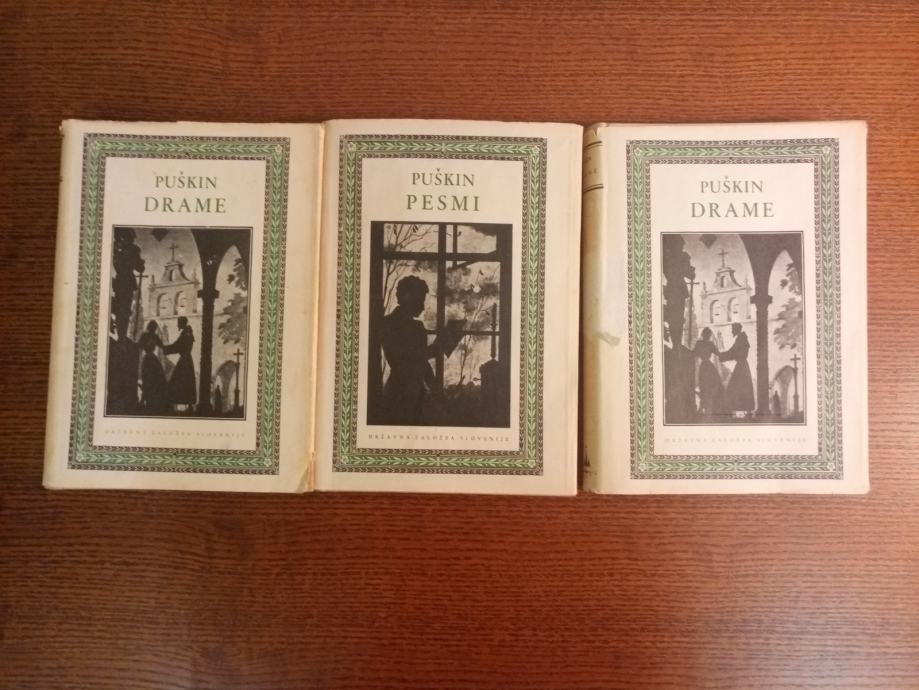 PUŠKIN
DRAME
DRŽAVNA ZALOŽBA SLOVENIJE
PUŠKIN
PESMI
DRŽAVNA ZALOŽBA SLOVENIJE
PUŠKIN
DRAME
DRŽAVNA ZALOŽBA SLOVENIJE